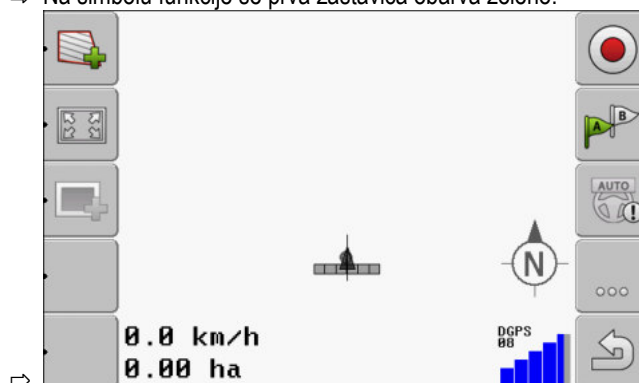 ⇨ Na simbolu funkcije se prva zastavica obarva zeleno.
A B
AUTO
N
0.0 km/h
0.00 ha
DGPS
08
⇨